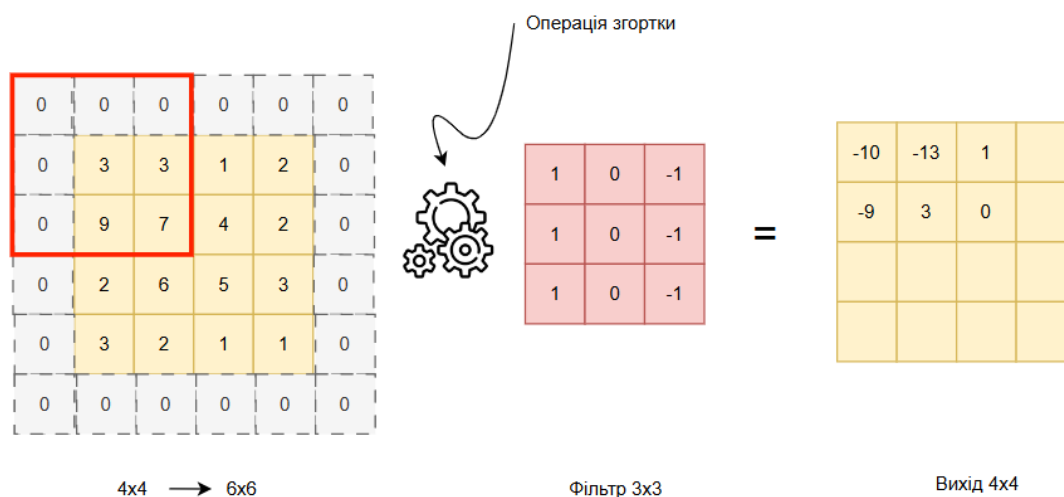 Операція згортки
0 0 0 0 0 0
0 3 3 1 2 0
0 9 7 4 2 0
0 2 6 5 3 0
0 3 2 1 1 0
0 0 0 0 0 0
1 0 -1
1 0 -1
1 0 -1
=
-10 -13 1
-9 3 0
4x4 6x6
Фільтр 3x3
Вихід 4x4